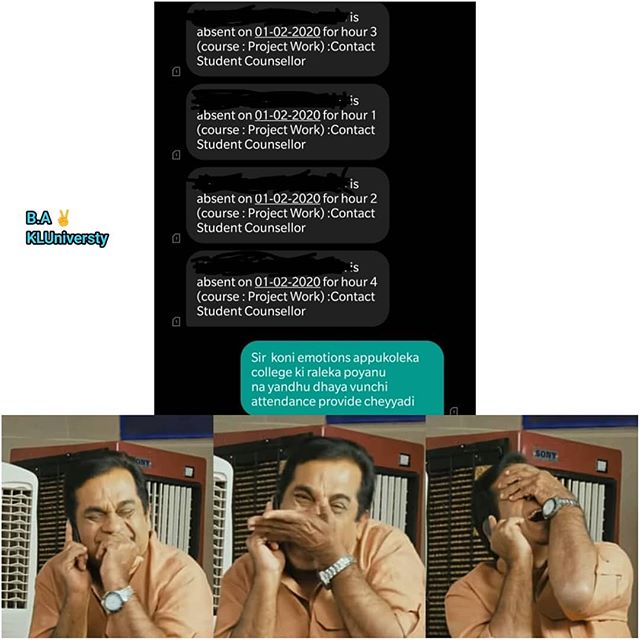 is
absent on 01-02-2020 for hour 3
(course : Project Work) :Contact
Student Counsellor
is
absent on 01-02-2020 for hour 1
(course : Project Work) :Contact
Student Counsellor
is
absent on 01-02-2020 for hour 2
(course : Project Work) :Contact
Student Counsellor
B.A ✌
KLUniversty
is
absent on 01-02-2020 for hour 4
(course : Project Work) :Contact
Student Counsellor
Sir koni emotions appukoleka
college ki raleka poyanu
na yandhu dhaya vunchi
attendance provide cheyyadi
SONY
SONY